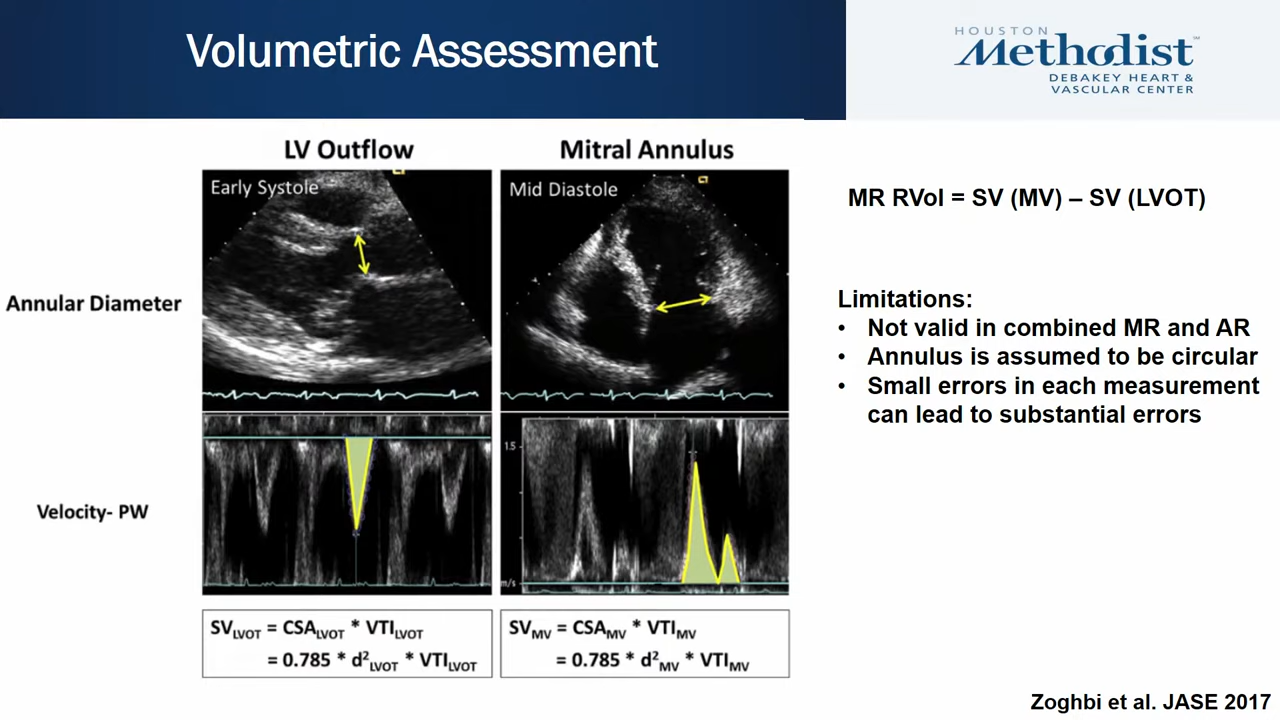 Volumetric Assessment
HOUSTON
Methodist™
DEBAKEY HEART &
VASCULAR CENTER
LV Outflow
Mitral Annulus
Early Systole
Mid Diastole
Annular Diameter
Velocity- PW
1.5
m/s
SVLVOT = CSALVOT * VTILVOT
= 0.785 * d²LVOT * VTILVOT
SVMV = CSAMV * VTIMV
= 0.785 * d²MV * VTIMV
MR RVol = SV (MV) – SV (LVOT)
Limitations:
• Not valid in combined MR and AR
• Annulus is assumed to be circular
• Small errors in each measurement
can lead to substantial errors
Zoghbi et al. JASE 2017